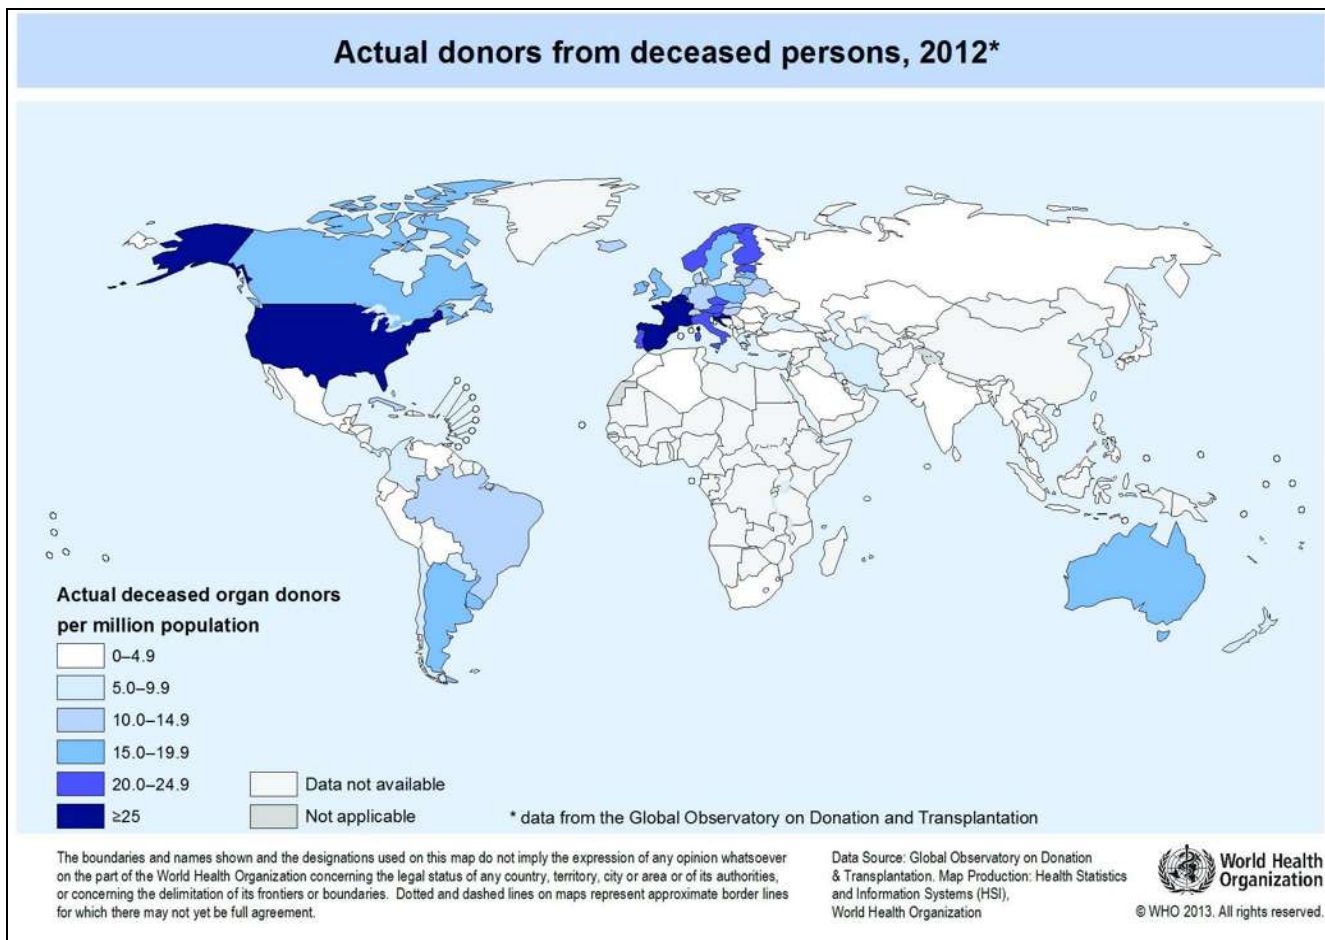 Actual donors from deceased persons, 2012*
Actual deceased organ donors
per million population
0–4.9
5.0–9.9
10.0–14.9
15.0–19.9
20.0–24.9
≥25
Data not available
Not applicable
* data from the Global Observatory on Donation and Transplantation
The boundaries and names shown and the designations used on this map do not imply the expression of any opinion whatsoever
on the part of the World Health Organization concerning the legal status of any country, territory, city or area or of its authorities,
or concerning the delimitation of its frontiers or boundaries.  Dotted and dashed lines on maps represent approximate border lines
for which there may not yet be full agreement.
Data Source: Global Observatory on Donation
& Transplantation. Map Production: Health Statistics
and Information Systems (HSI),
World Health Organization
World Health
Organization
© WHO 2013. All rights reserved.